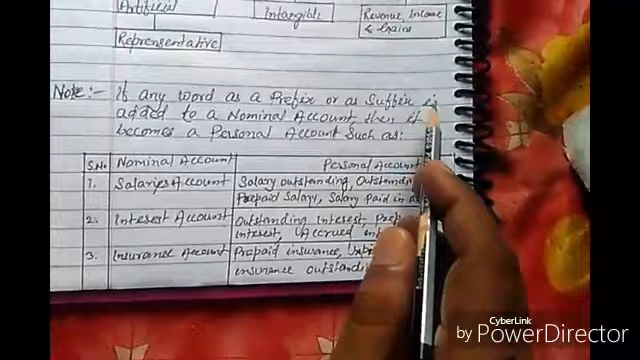 Artificial
Intangible
Revenue, Income
& Gains
Reprensentative
Note:- If any Word as a Prefix or as Suffix is
added to a Nominal Account then it
becomes a Personal Account Such as:
S.No Nominal Account Personal Account
1. Salaries Account Salary outstanding,
Prepaid Salary, Salary Paid in
2. Interest Account Outstanding Interest,
interest, Accrued
3. Insurance Account Prepaid insurance,
insurance
CyberLink
by PowerDirector